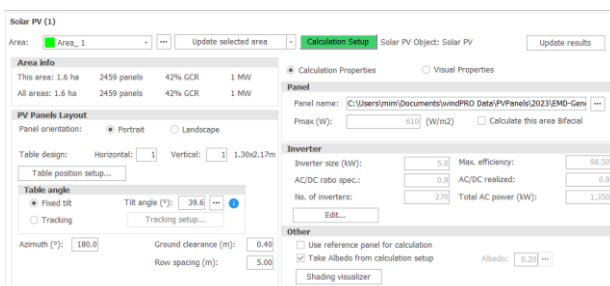 Solar PV (1)
Area: Area_ 1 ... Update selected area Calculation Setup Solar PV Object: Solar PV Update results
Area info
This area: 1.6 ha 2459 panels 42% GCR 1 MW
All areas: 1.6 ha 2459 panels 42% GCR 1 MW
PV Panels Layout
Panel orientation: Portrait Landscape
Table design: Horizontal: 1 Vertical: 1 1.30x2.17m
Table position setup...
Table angle
Fixed tilt Tilt angle (°): 39.6 ... i
Tracking Tracking setup...
Azimuth (°): 180.0 Ground clearance (m): 0.40
Row spacing (m): 5.00
Calculation Properties Visual Properties
Panel
Panel name: C:\Users\mim\Documents\windPRO Data\PVPanels\2023\EMD-Gen
Pmax (W): 610 (W/m2) Calculate this area Bifacial
Inverter
Inverter size (kW): 5.0 Max. efficiency: 98.50
AC/DC ratio spec.: 0.9 AC/DC realized: 0.9
No. of inverters: 270 Total AC power (kW): 1,350
Edit...
Other
Use reference panel for calculation
Take Albedo from calculation setup Albedo: 0.20 ...
Shading visualizer